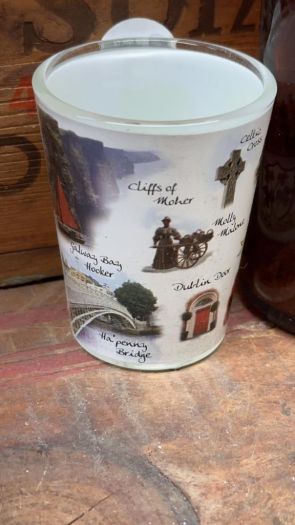 Celtic
Cross
Cliffs of
Moher
Molly
Malone
Galway Bay
Hooker
Dublin Door
Ha'penny
Bridge